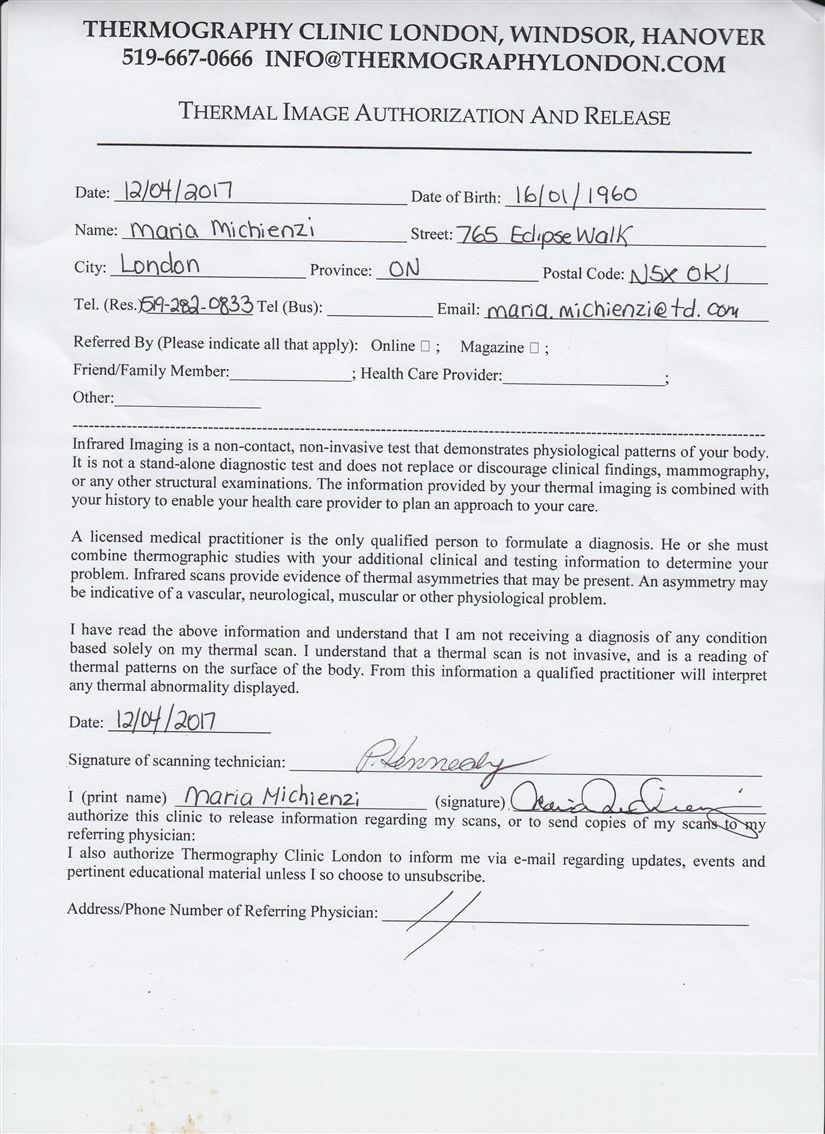 THERMOGRAPHY CLINIC LONDON, WINDSOR, HANOVER
519-667-0666 INFO@THERMOGRAPHYLONDON.COM
THERMAL IMAGE AUTHORIZATION AND RELEASE
Date: 12/04/2017 Date of Birth: 16/01/1960
Name: Maria Michienzi Street: 765 Eclipse Walk
City: London Province: ON Postal Code: N5X 0K1
Tel. (Res.) 519-282-0833 Tel (Bus): Email: maria.michienzi@td.com
Referred By (Please indicate all that apply): Online □ ; Magazine □ ;
Friend/Family Member: ; Health Care Provider: ;
Other:
Infrared Imaging is a non-contact, non-invasive test that demonstrates physiological patterns of your body.
It is not a stand-alone diagnostic test and does not replace or discourage clinical findings, mammography,
or any other structural examinations. The information provided by your thermal imaging is combined with
your history to enable your health care provider to plan an approach to your care.
A licensed medical practitioner is the only qualified person to formulate a diagnosis. He or she must
combine thermographic studies with your additional clinical and testing information to determine your
problem. Infrared scans provide evidence of thermal asymmetries that may be present. An asymmetry may
be indicative of a vascular, neurological, muscular or other physiological problem.
I have read the above information and understand that I am not receiving a diagnosis of any condition
based solely on my thermal scan. I understand that a thermal scan is not invasive, and is a reading of
thermal patterns on the surface of the body. From this information a qualified practitioner will interpret
any thermal abnormality displayed.
Date: 12/04/2017
Signature of scanning technician: P. Kennedy
I (print name) Maria Michienzi (signature) Maria Michienzi
authorize this clinic to release information regarding my scans, or to send copies of my scans to my
referring physician:
I also authorize Thermography Clinic London to inform me via e-mail regarding updates, events and
pertinent educational material unless I so choose to unsubscribe.
Address/Phone Number of Referring Physician: //